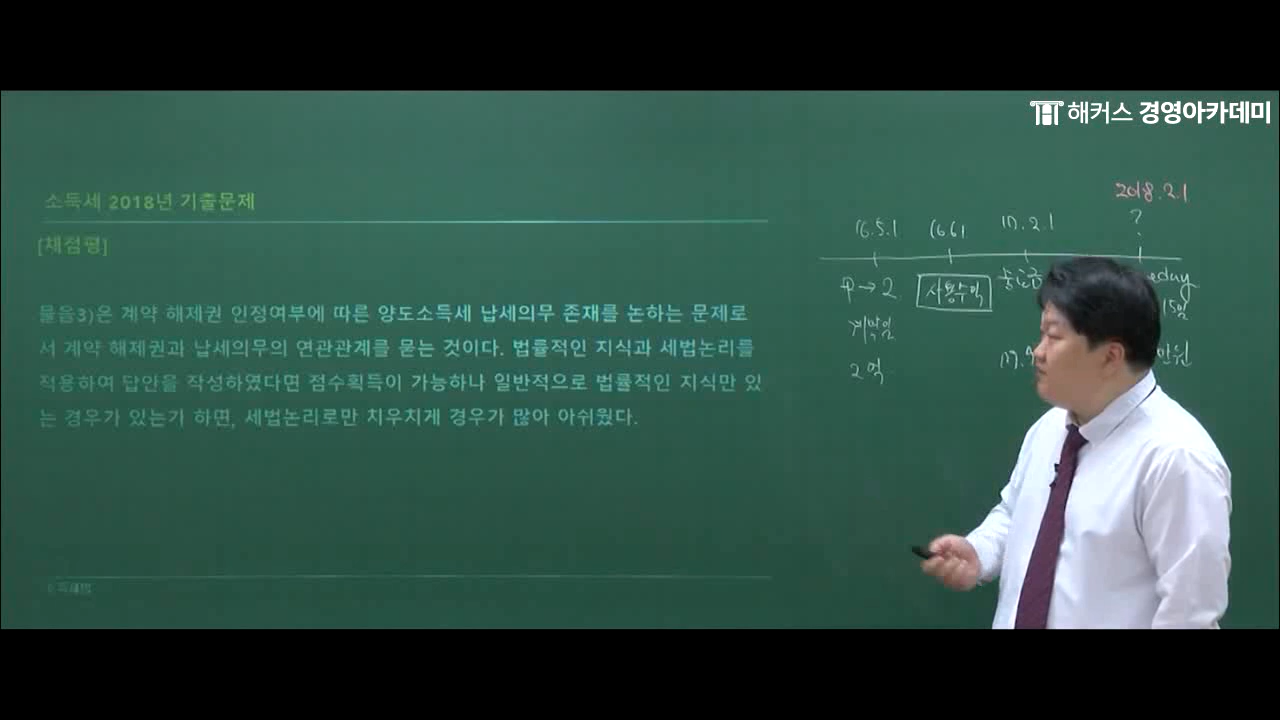 해커스 경영아카데미
소득세 2018년 기출문제
[채점평]
물음3)은 계약 해제권 인정여부에 따른 양도소득세 납세의무 존재를 논하는 문제로
서 계약 해제권과 납세의무의 연관관계를 묻는 것이다. 법률적인 지식과 세법논리를
적용하여 답안을 작성하였다면 점수획득이 가능하나 일반적으로 법률적인 지식만 있
는 경우가 있는기 하면, 세법논리로만 치우치게 경우가 많아 아쉬웠다.
2018.2.1
?
16.5.1
17.2.1
사용수익
계약일
15일
2억
만원